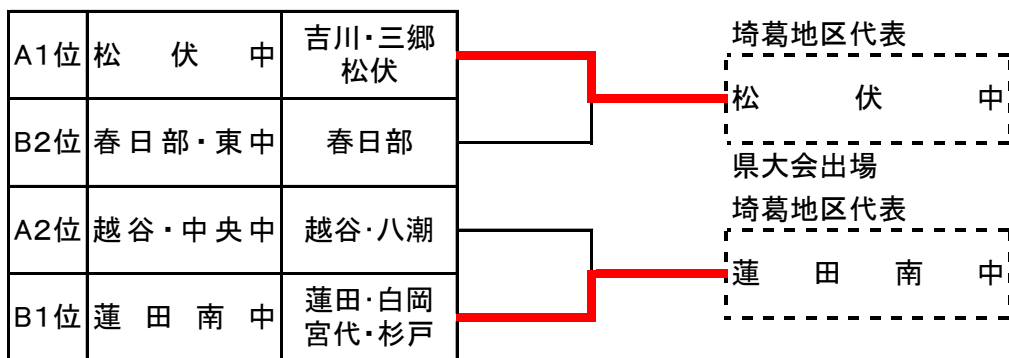 A1位 松伏中 吉川・三郷
松伏
B2位 春日部・東中 春日部
A2位 越谷・中央中 越谷・八潮
B1位 蓮田南中 蓮田・白岡
宮代・杉戸
埼葛地区代表
松伏中
県大会出場
埼葛地区代表
蓮田南中